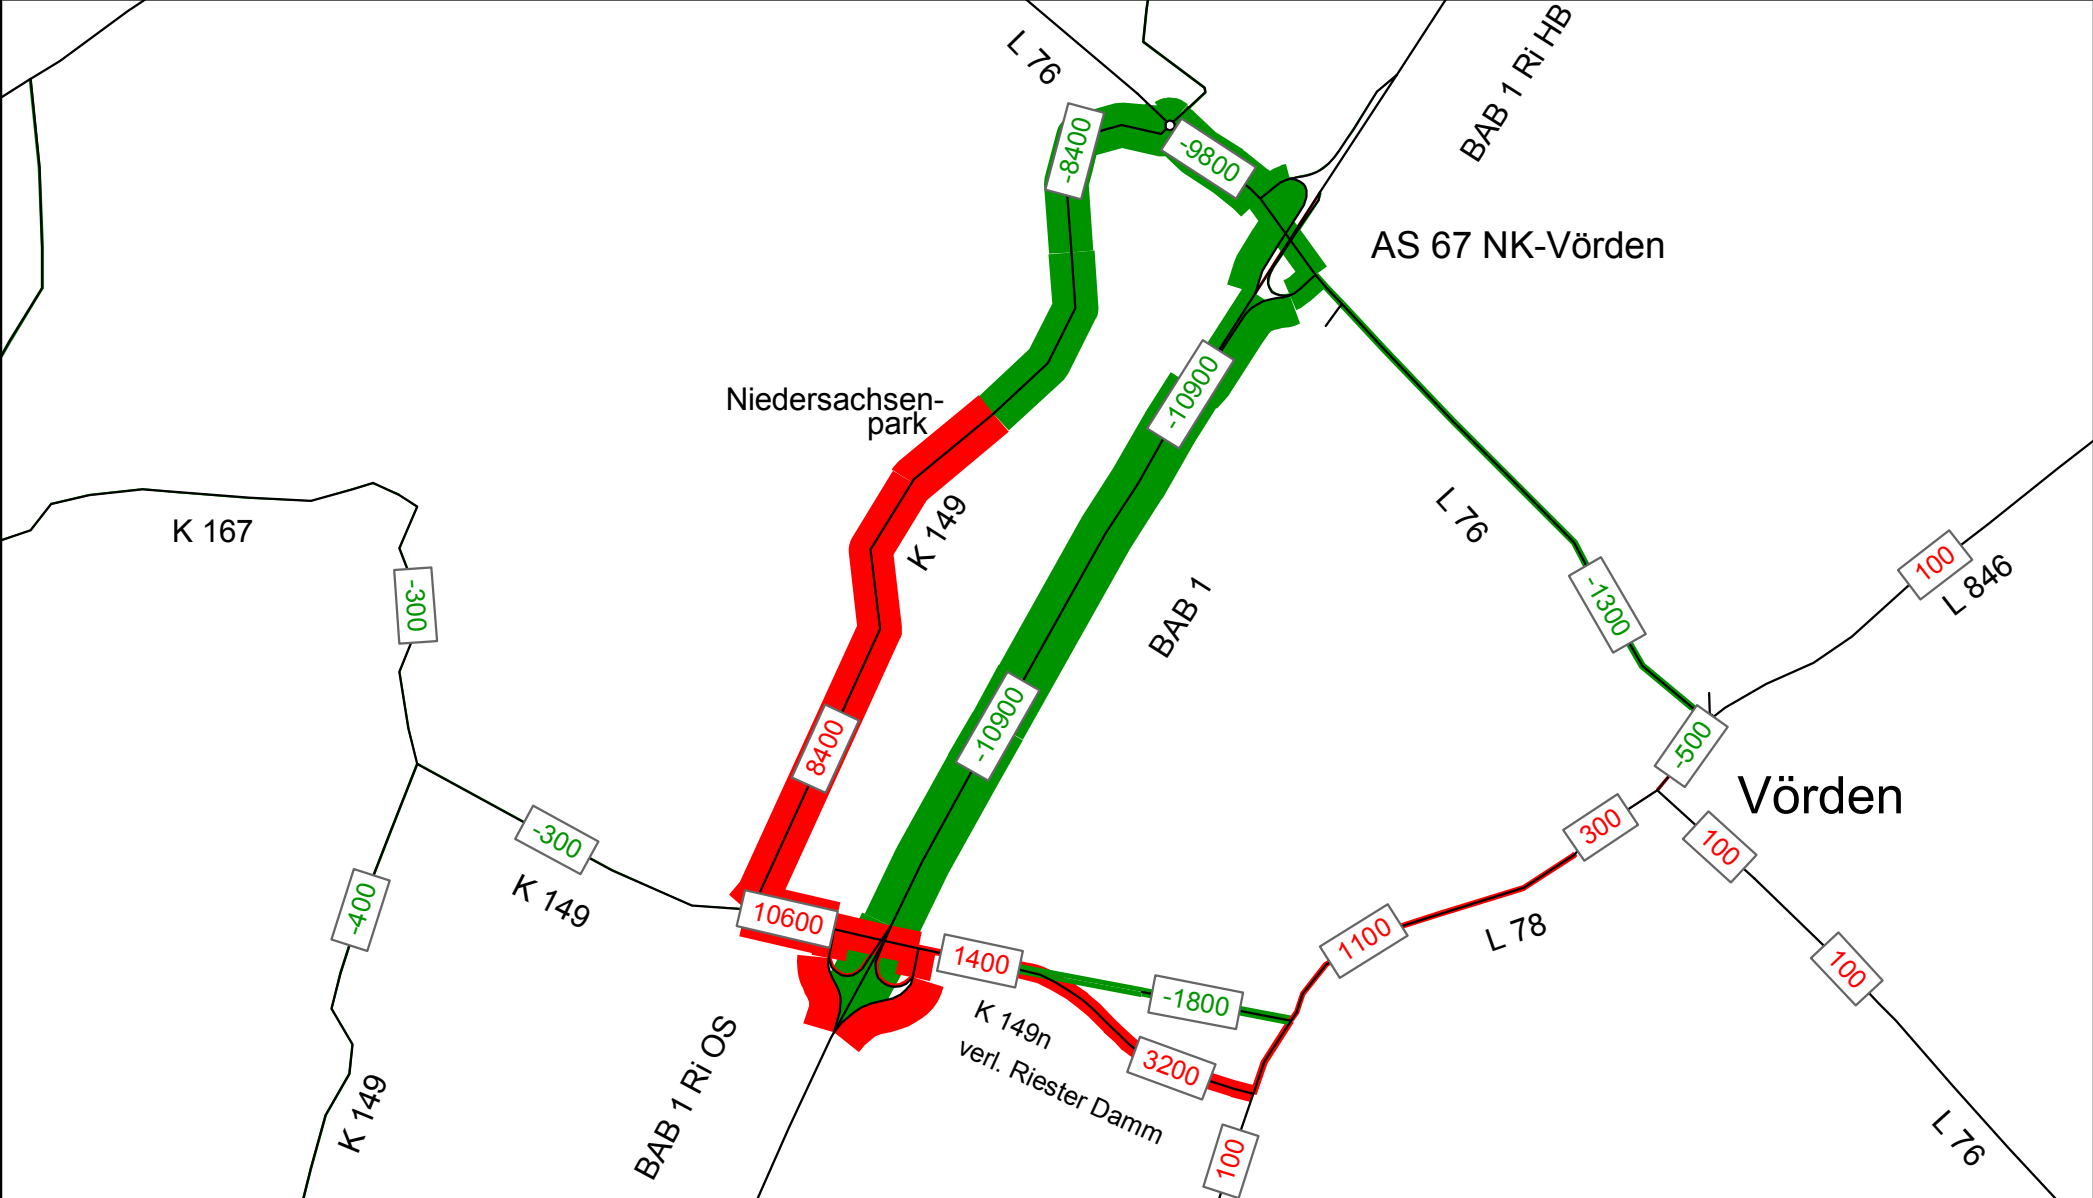 L 76
BAB 1 Ri HB
-8400
-9800
AS 67 NK-Vörden
-10900
Niedersachsen-
park
K 149
L 76
K 167
-300
100
L 846
-1300
BAB 1
-10900
8400
-500
Vörden
300
100
-300
K 149
-400
10600
1400
1100
L 78
100
-1800
K 149n
verl. Riester Damm
3200
BAB 1 Ri OS
K 149
100
L 76